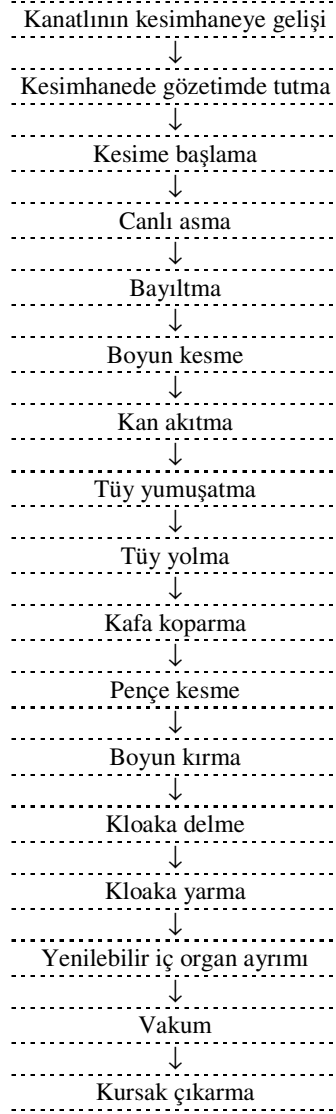 Kanatlının kesimhaneye gelişi
↓
Kesimhanede gözetimde tutma
↓
Kesime başlama
↓
Canlı asma
↓
Bayıltma
↓
Boyun kesme
↓
Kan akıtma
↓
Tüy yumuşatma
↓
Tüy yolma
↓
Kafa koparma
↓
Pençe kesme
↓
Boyun kırma
↓
Kloaka delme
↓
Kloaka yarma
↓
Yenilebilir iç organ ayrımı
↓
Vakum
↓
Kursak çıkarma